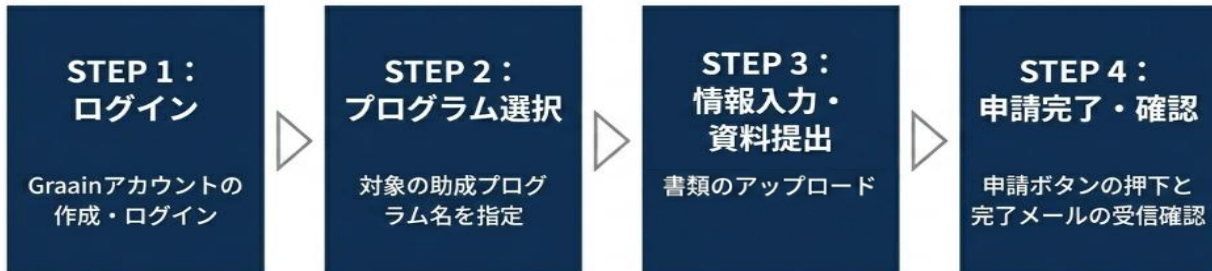 STEP 1：
ログイン
Graainアカウントの
作成・ログイン
STEP 2：
プログラム選択
対象の助成プログ
ラム名を指定
STEP 3：
情報入力・
資料提出
書類のアップロード
STEP 4：
申請完了・確認
申請ボタンの押下と
完了メールの受信確認